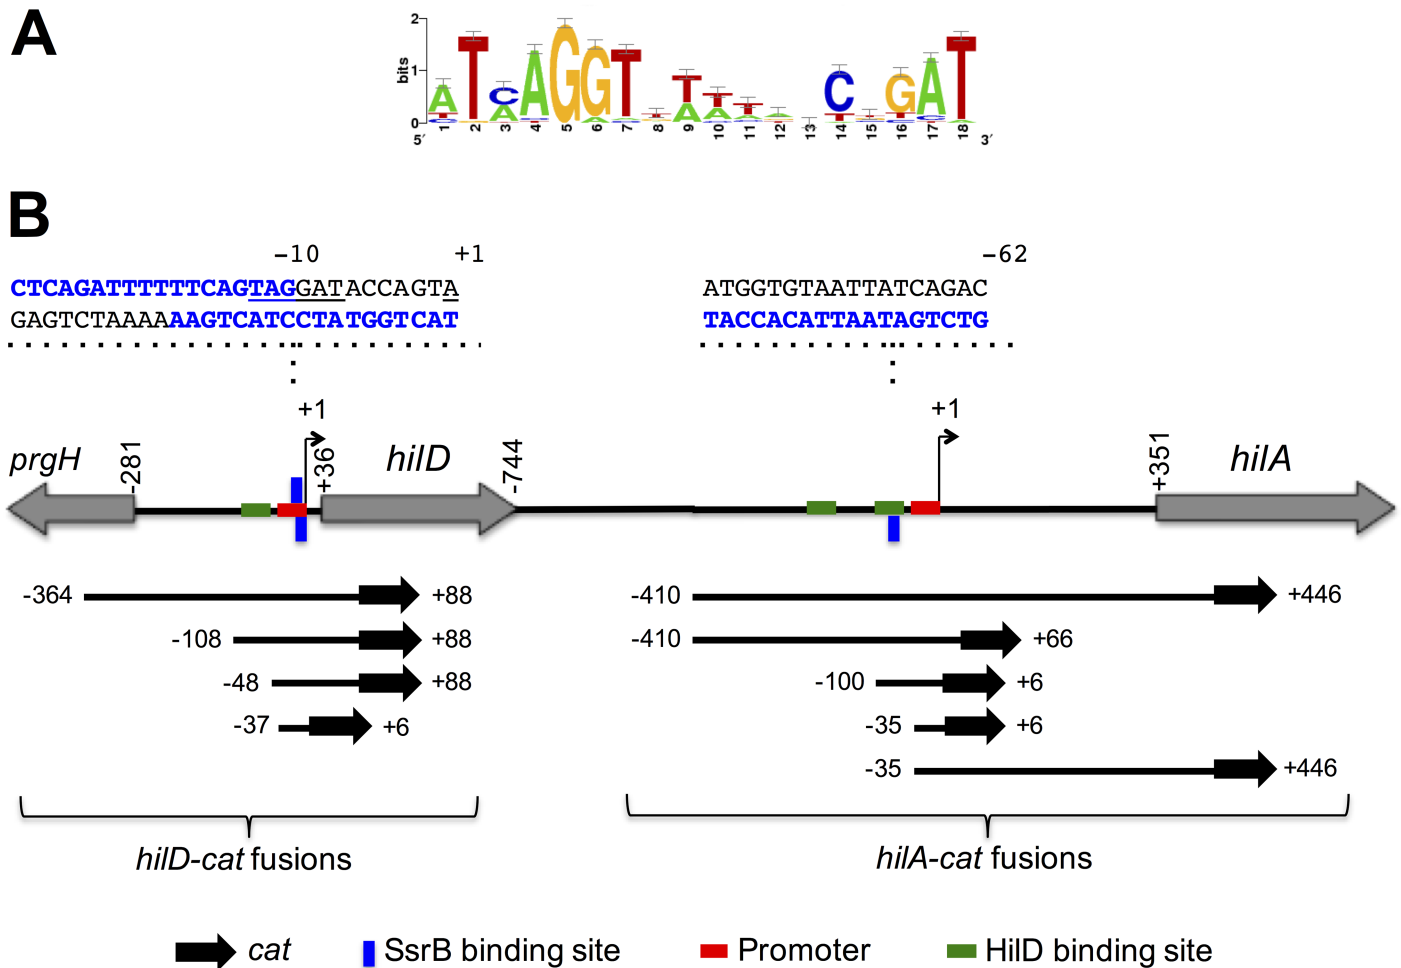 A
2
bits
1
0
5′ 1 2 3 4 5 6 7 8 9 10 11 12 13 14 15 16 17 18 3′
B
−10 +1 −62
CTCAGATTTTTTCAGTAGGATACCAGTA ATGGTGTAATTATCAGAC
GAGTCTAAAAAAGTCATCCTATGGTCAT TACCACATTAATAGTCTG
+1 +1
prgH -281 +36 hilD -744 +351 hilA
-364 +88 -410 +446
-108 +88 -410 +66
-48 +88 -100 +6
-37 +6 -35 +6
-35 +446
hilD-cat fusions hilA-cat fusions
cat SsrB binding site Promoter HilD binding site